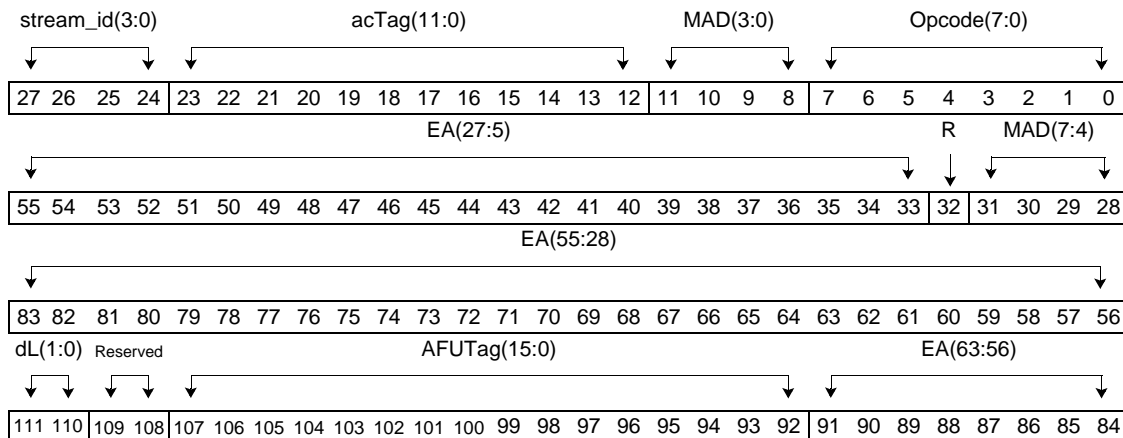 stream_id(3:0) acTag(11:0) MAD(3:0) Opcode(7:0)
27 26 25 24 23 22 21 20 19 18 17 16 15 14 13 12 11 10 9 8 7 6 5 4 3 2 1 0
EA(27:5) R MAD(7:4)
55 54 53 52 51 50 49 48 47 46 45 44 43 42 41 40 39 38 37 36 35 34 33 32 31 30 29 28
EA(55:28)
83 82 81 80 79 78 77 76 75 74 73 72 71 70 69 68 67 66 65 64 63 62 61 60 59 58 57 56
dL(1:0) Reserved AFUTag(15:0) EA(63:56)
111 110 109 108 107 106 105 104 103 102 101 100 99 98 97 96 95 94 93 92 91 90 89 88 87 86 85 84